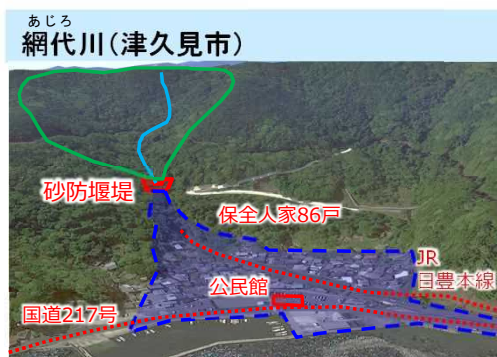 あじろ
網代川(津久見市)
砂防堰堤
保全人家86戸
JR
日豊本線
公民館
国道217号